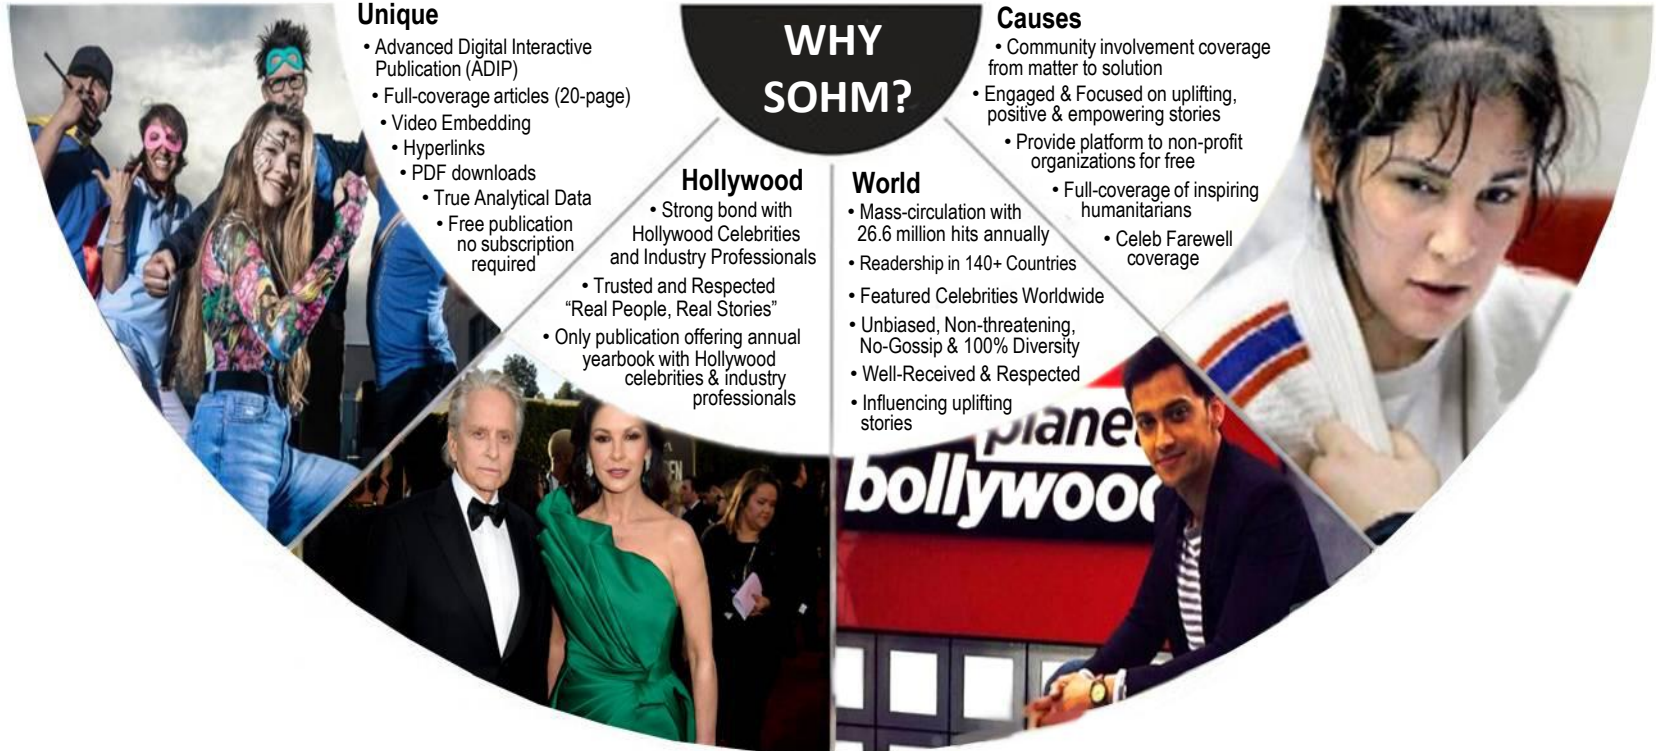 Unique
• Advanced Digital Interactive
Publication (ADIP)
• Full-coverage articles (20-page)
• Video Embedding
• Hyperlinks
• PDF downloads
• True Analytical Data
• Free publication
no subscription
required
WHY
SOHM?
Hollywood
• Strong bond with
Hollywood Celebrities
and Industry Professionals
• Trusted and Respected
“Real People, Real Stories”
• Only publication offering annual
yearbook with Hollywood
celebrities & industry
professionals
World
• Mass-circulation with
26.6 million hits annually
• Readership in 140+ Countries
• Featured Celebrities Worldwide
• Unbiased, Non-threatening,
No-Gossip & 100% Diversity
• Well-Received & Respected
• Influencing uplifting
stories
Causes
• Community involvement coverage
from matter to solution
• Engaged & Focused on uplifting,
positive & empowering stories
• Provide platform to non-profit
organizations for free
• Full-coverage of inspiring
humanitarians
• Celeb Farewell
coverage
plane
bollywood